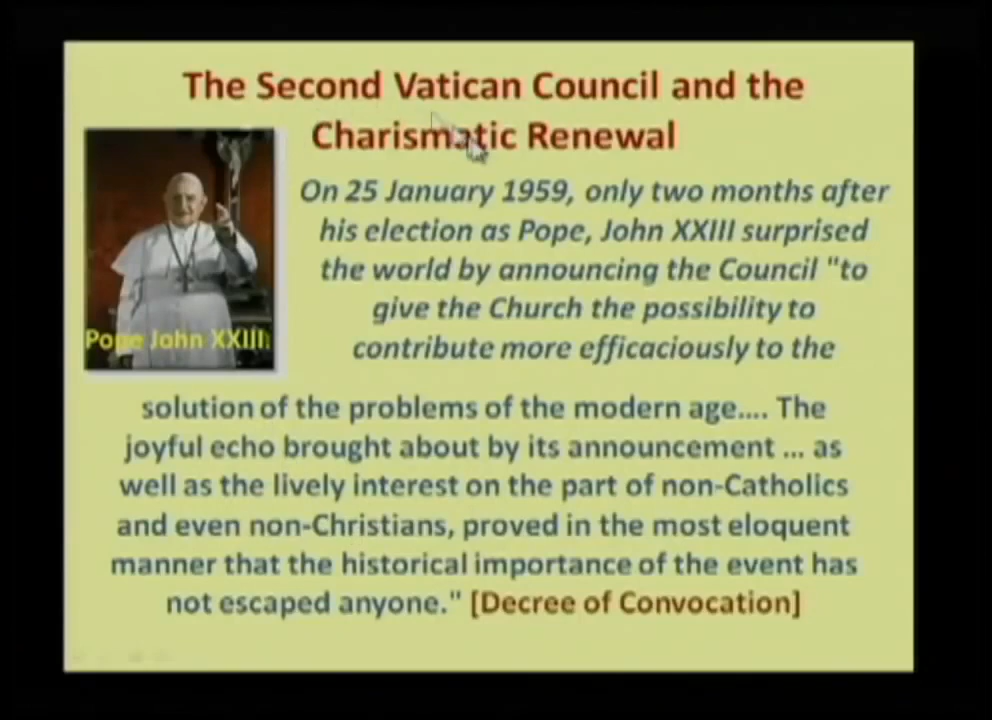 The Second Vatican Council and the
Charismatic Renewal
On 25 January 1959, only two months after
his election as Pope, John XXIII surprised
the world by announcing the Council "to
give the Church the possibility to
contribute more efficaciously to the
Pope John XXIII
solution of the problems of the modern age.... The
joyful echo brought about by its announcement ... as
well as the lively interest on the part of non-Catholics
and even non-Christians, proved in the most eloquent
manner that the historical importance of the event has
not escaped anyone." [Decree of Convocation]